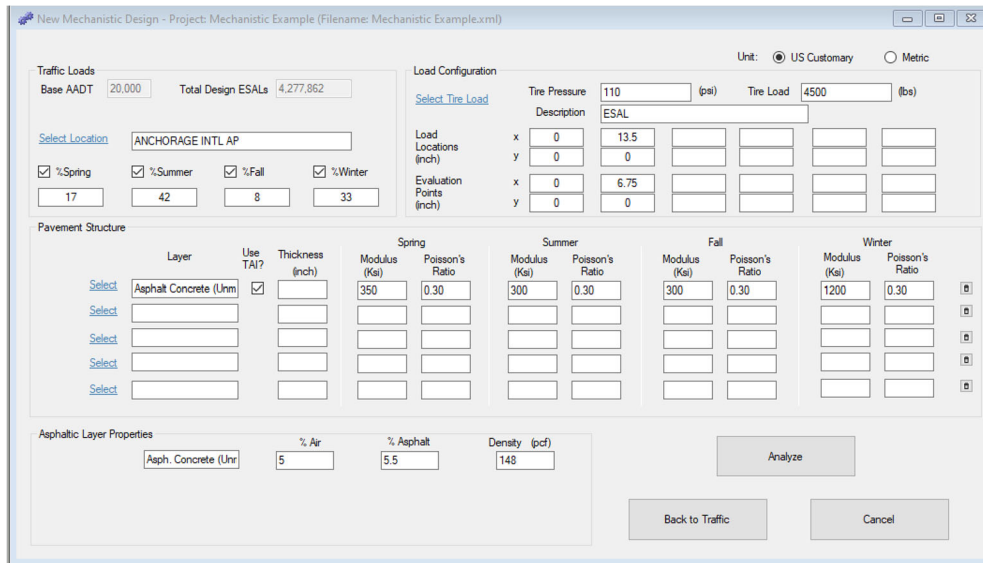 New Mechanistic Design - Project: Mechanistic Example (Filename: Mechanistic Example.xml)
Unit: US Customary Metric
Traffic Loads
Base AADT 20,000 Total Design ESALs 4,277,862
Select Location ANCHORAGE INTL AP
%Spring %Summer %Fall %Winter
17 42 8 33
Load Configuration
Select Tire Load Tire Pressure 110 (psi) Tire Load 4500 (lbs)
Description ESAL
Load Locations (inch) x 0 13.5
y 0 0
Evaluation Points (inch) x 0 6.75
y 0 0
Pavement Structure
Spring Summer Fall Winter
Layer Use TAI? Thickness (inch) Modulus (Ksi) Poisson's Ratio Modulus (Ksi) Poisson's Ratio Modulus (Ksi) Poisson's Ratio Modulus (Ksi) Poisson's Ratio
Select Asphalt Concrete (Unm 350 0.30 300 0.30 300 0.30 1200 0.30
Select
Select
Select
Select
Asphaltic Layer Properties
% Air % Asphalt Density (pcf)
Asph. Concrete (Unr 5 5.5 148
Analyze
Back to Traffic Cancel